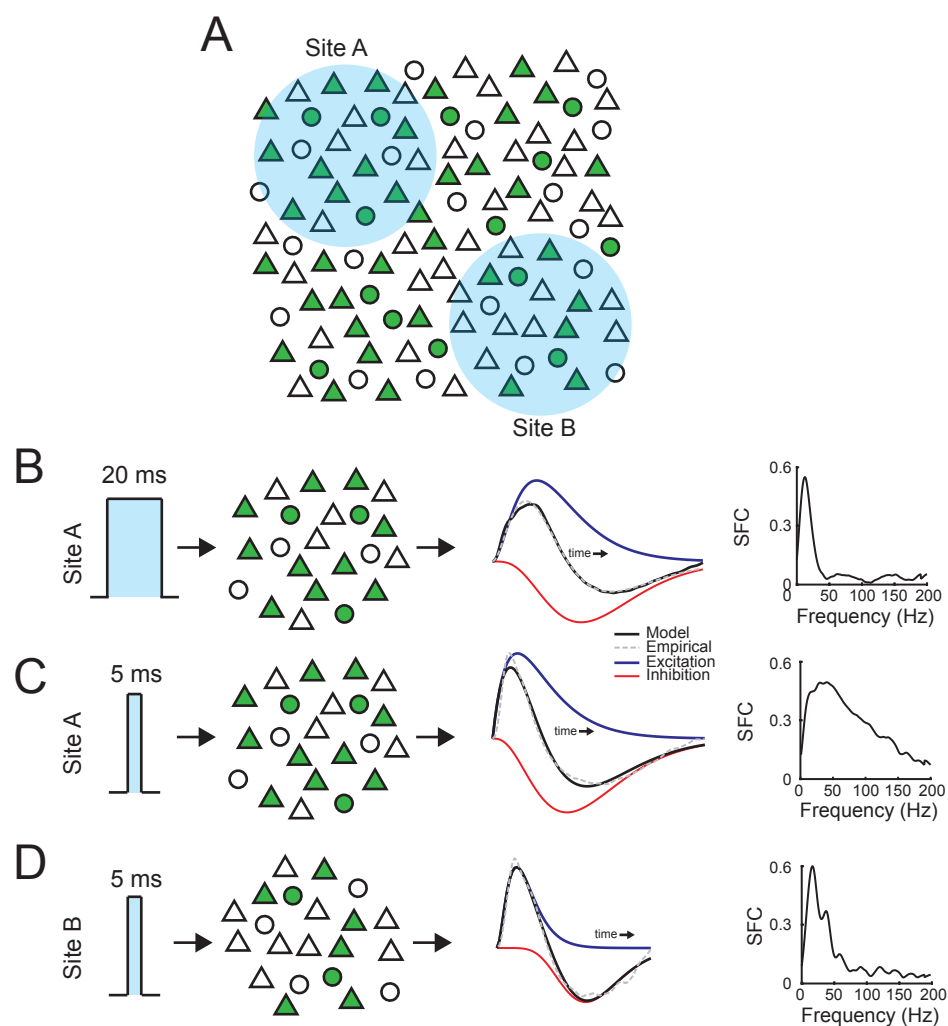 A
Site A
Site B
B
20 ms
Site A
time
SFC
0.6
0.3
0
0 50 100 150 200
Frequency (Hz)
Model
Empirical
Excitation
Inhibition
C
5 ms
Site A
time
SFC
0.6
0.3
0
0 50 100 150 200
Frequency (Hz)
D
5 ms
Site B
time
SFC
0.6
0.3
0
0 50 100 150 200
Frequency (Hz)